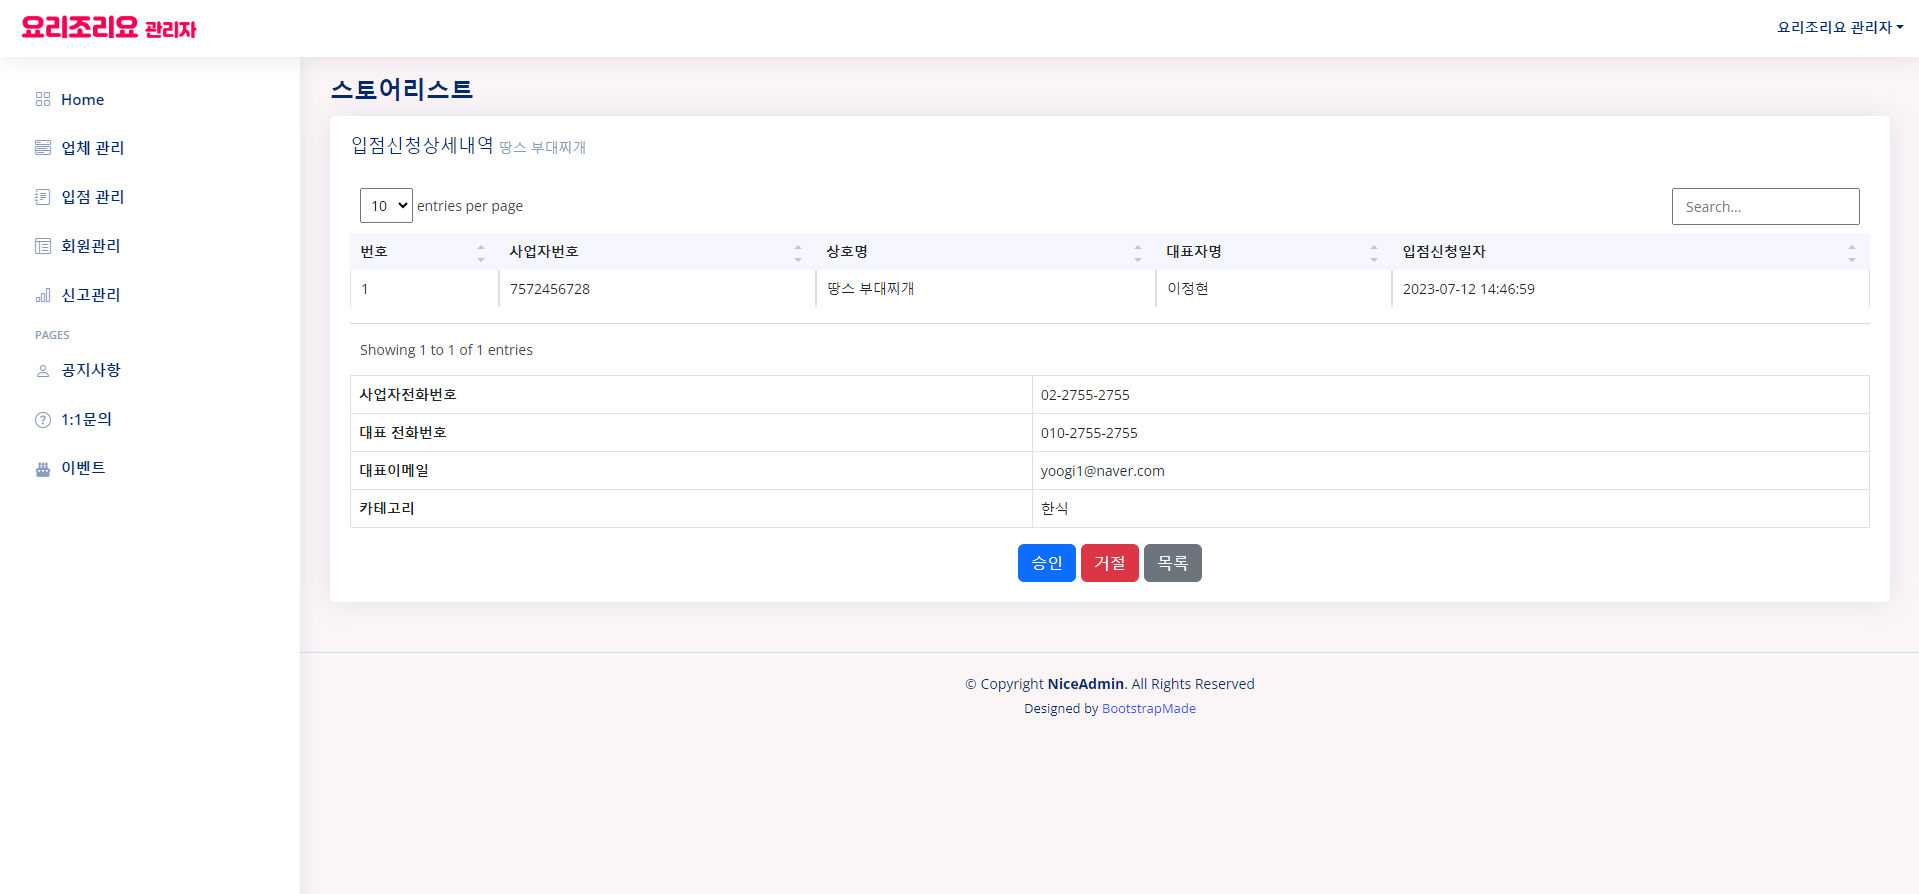 요리조리요 관리자
요리조리요 관리자
Home
업체 관리
입점 관리
회원관리
신고관리
PAGES
공지사항
1:1문의
이벤트
스토어리스트
입점신청상세내역 땅스 부대찌개
10 entries per page
Search...
번호 사업자번호 상호명 대표자명 입점신청일자
1 7572456728 땅스 부대찌개 이정현 2023-07-12 14:46:59
Showing 1 to 1 of 1 entries
사업자전화번호 02-2755-2755
대표 전화번호 010-2755-2755
대표이메일 yoogi1@naver.com
카테고리 한식
승인 거절 목록
© Copyright NiceAdmin. All Rights Reserved
Designed by BootstrapMade